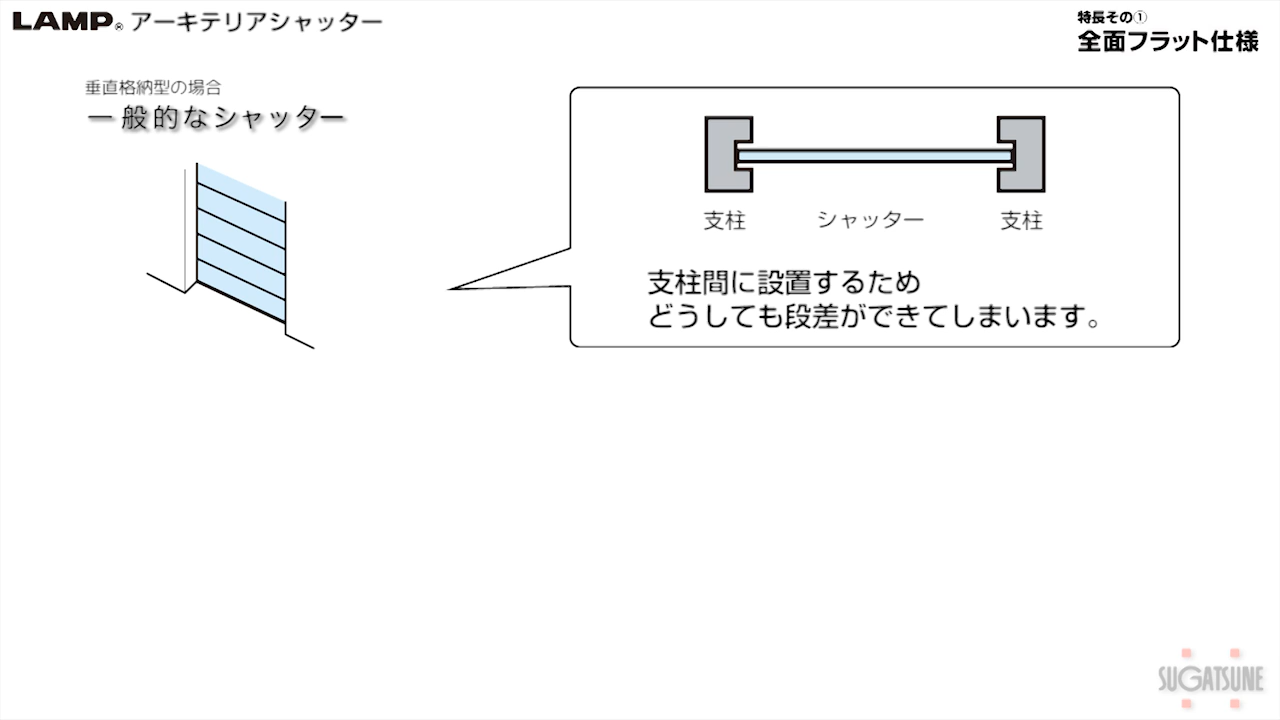 LAMP® アーキテリアシャッター
特長その①
全面フラット仕様
垂直格納型の場合
一般的なシャッター
支柱 シャッター 支柱
支柱間に設置するため
どうしても段差ができてしまいます。
SUGATSUNE